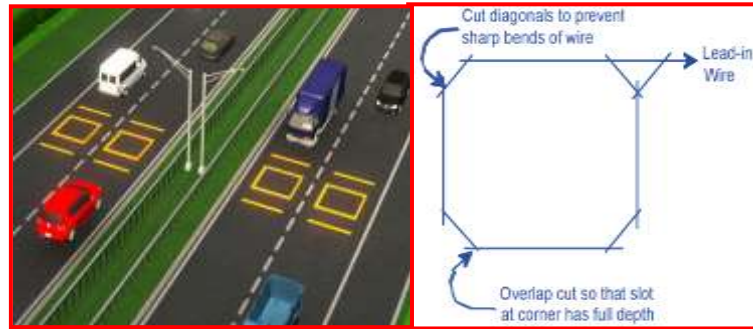 Cut diagonals to prevent
sharp bends of wire
Lead-in
Wire
Overlap cut so that slot
at corner has full depth